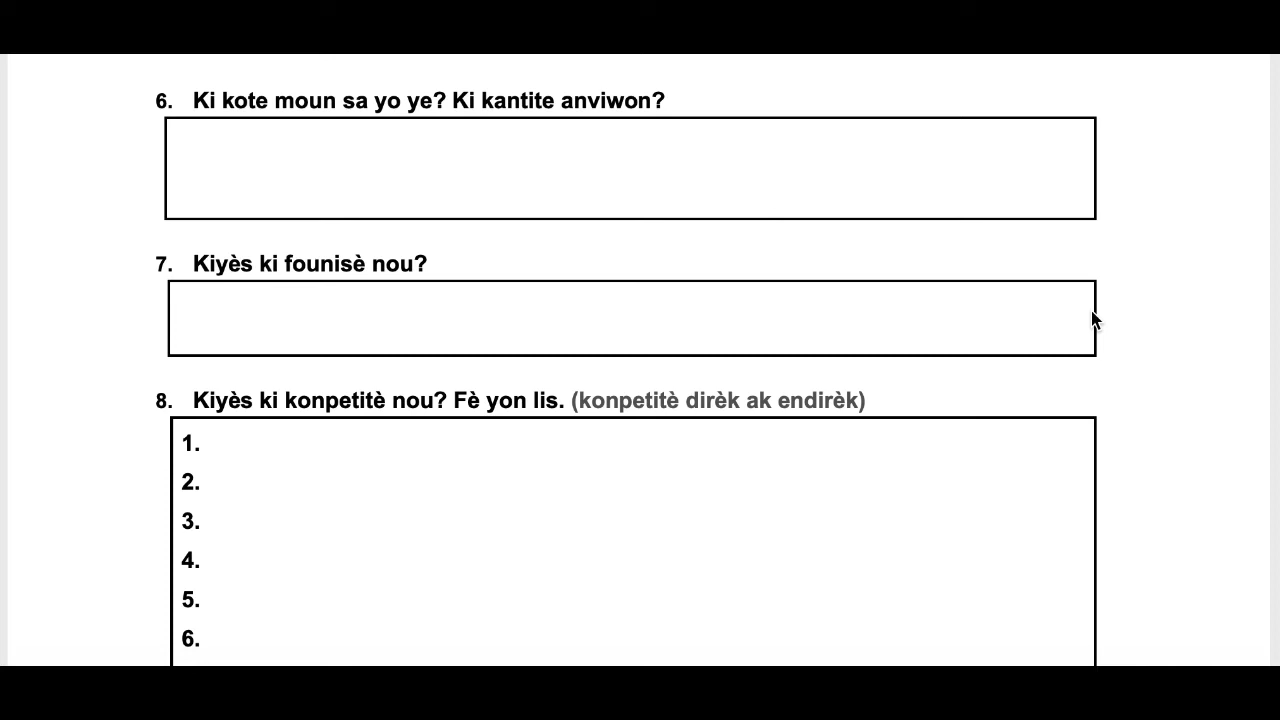 6. Ki kote moun sa yo ye? Ki kantite anviwon?
7. Kiyès ki founisè nou?
8. Kiyès ki konpetitè nou? Fè yon lis. (konpetitè dirèk ak endirèk)
1.
2.
3.
4.
5.
6.